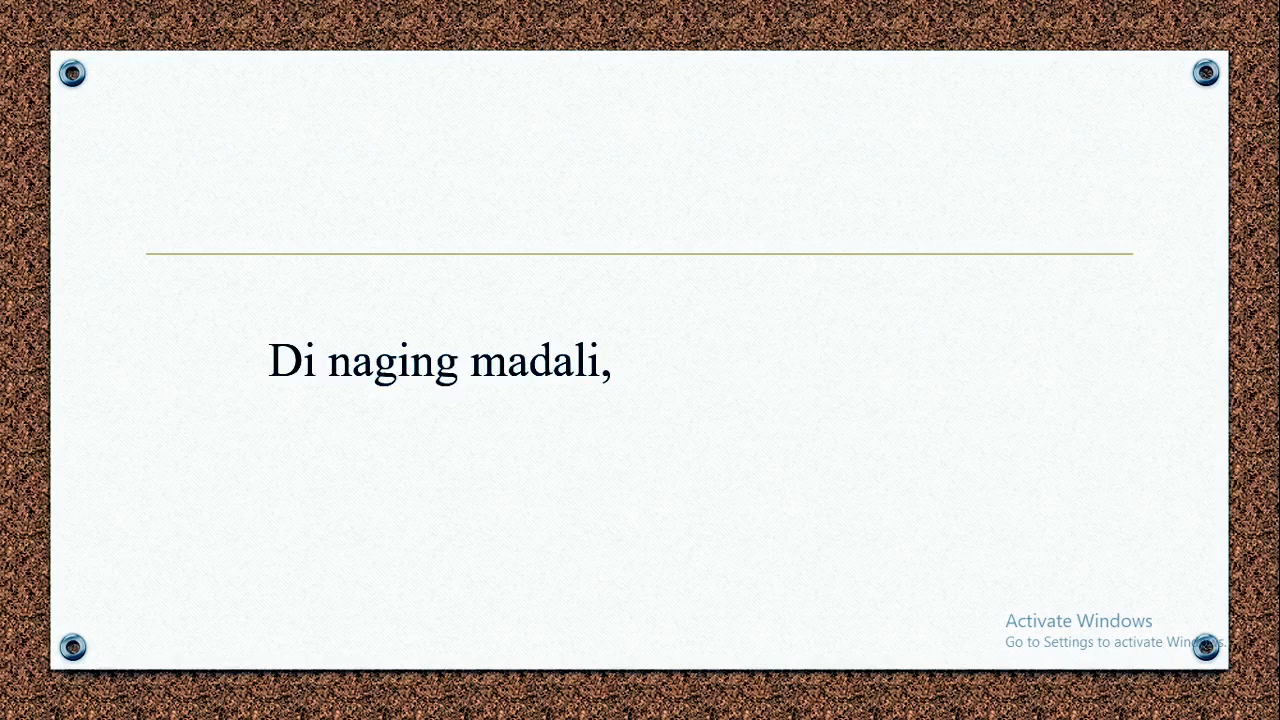 Di naging madali,
Activate Windows
Go to Settings to activate Windows.